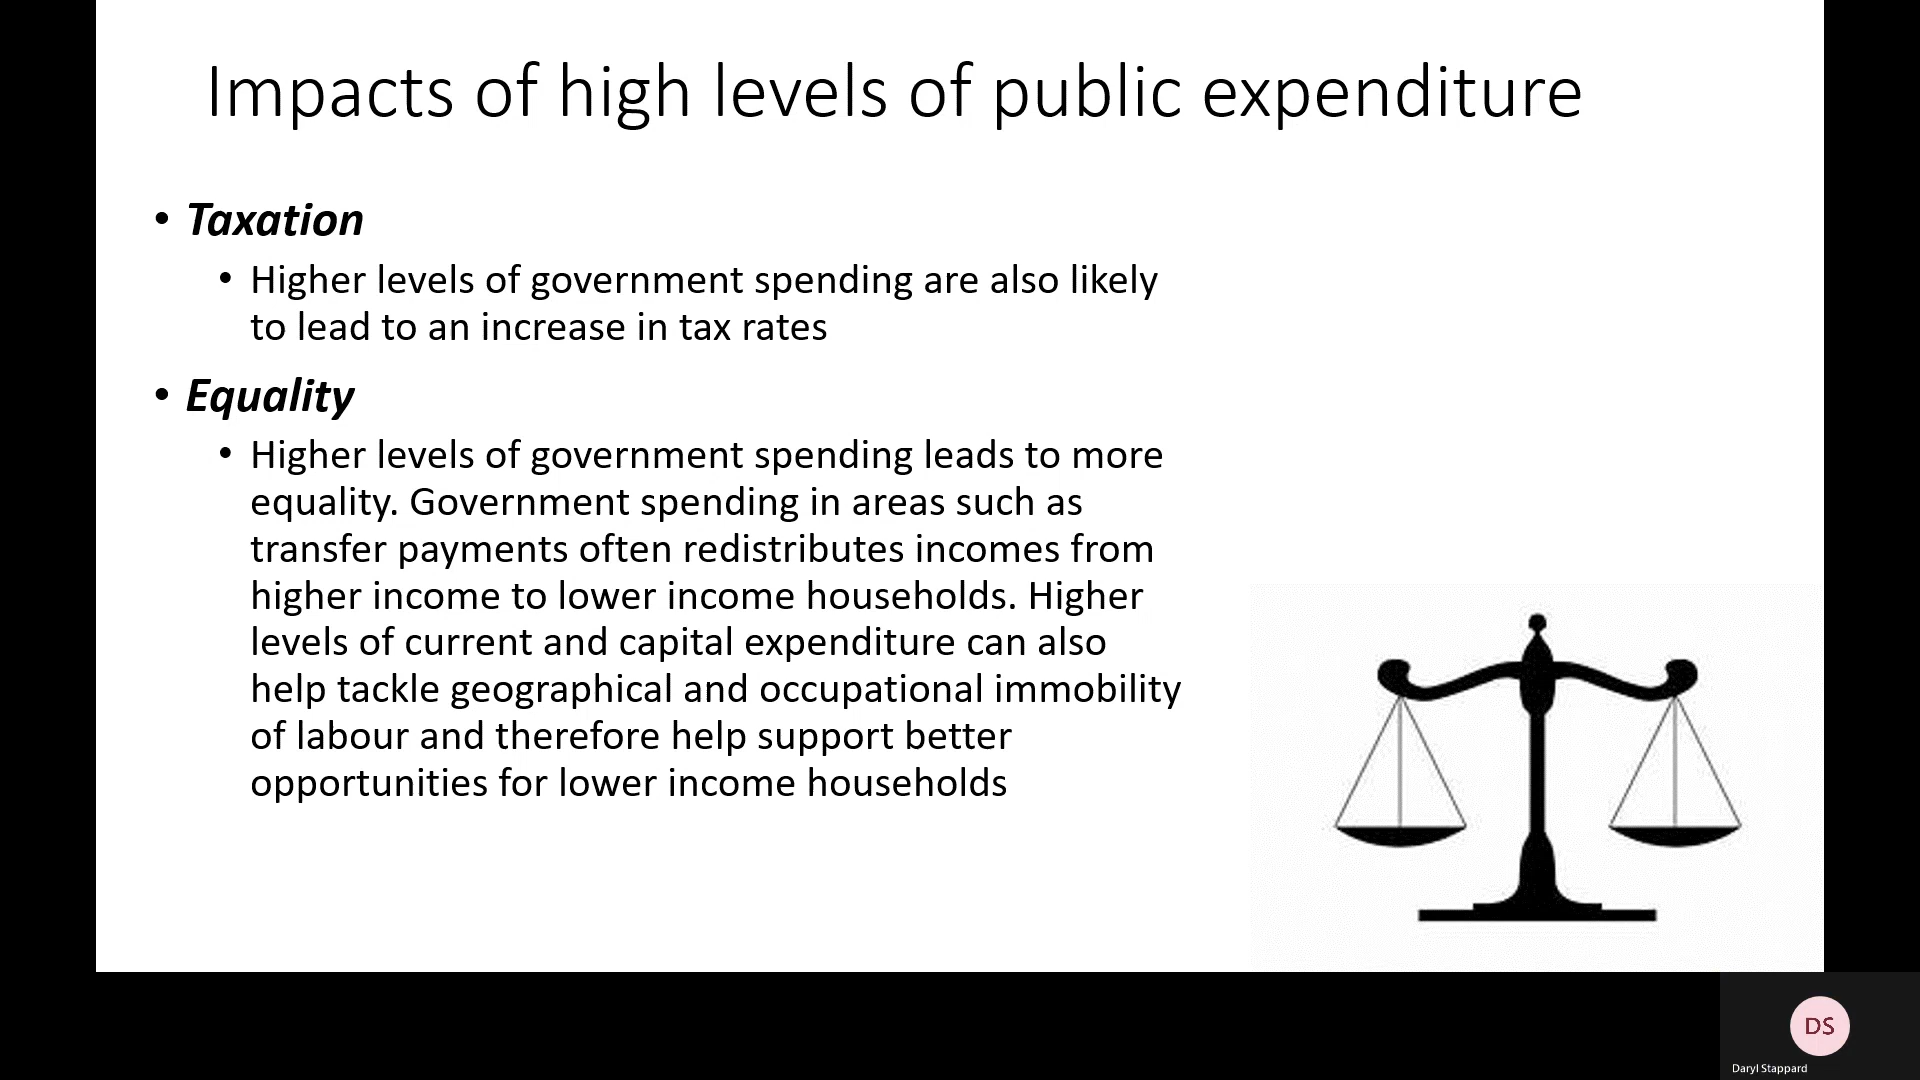 Impacts of high levels of public expenditure
• Taxation
• Higher levels of government spending are also likely
to lead to an increase in tax rates
• Equality
• Higher levels of government spending leads to more
equality. Government spending in areas such as
transfer payments often redistributes incomes from
higher income to lower income households. Higher
levels of current and capital expenditure can also
help tackle geographical and occupational immobility
of labour and therefore help support better
opportunities for lower income households
DS
Daryl Stappard